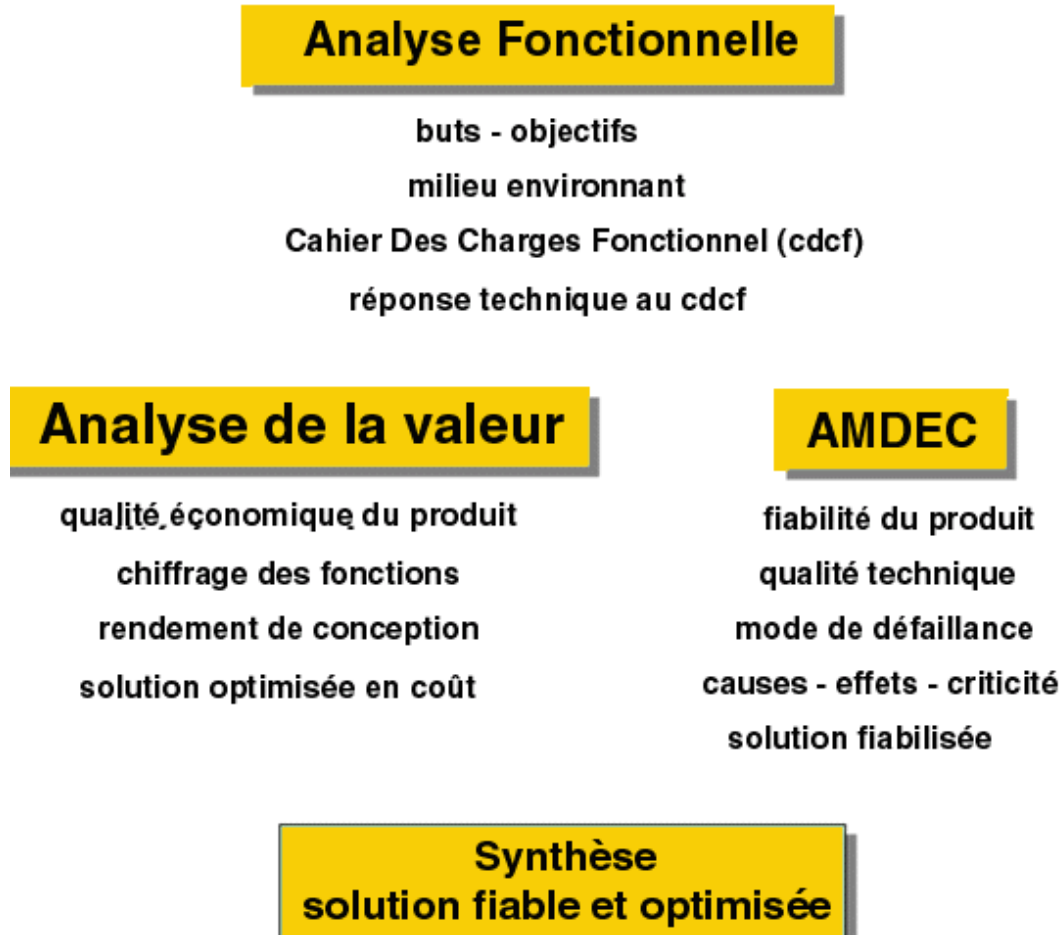 Analyse Fonctionnelle
buts - objectifs
milieu environnant
Cahier Des Charges Fonctionnel (cdcf)
réponse technique au cdcf
Analyse de la valeur
qualité économique du produit
chiffrage des fonctions
rendement de conception
solution optimisée en coût
AMDEC
fiabilité du produit
qualité technique
mode de défaillance
causes - effets - criticité
solution fiabilisée
Synthèse
solution fiable et optimisée